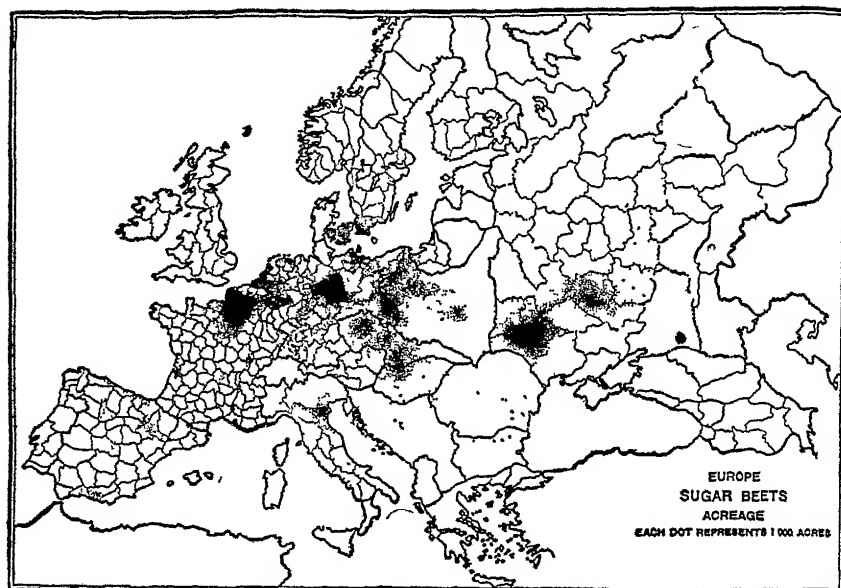 EUROPE
SUGAR BEETS
ACREAGE
EACH DOT REPRESENTS 1 000 ACRES